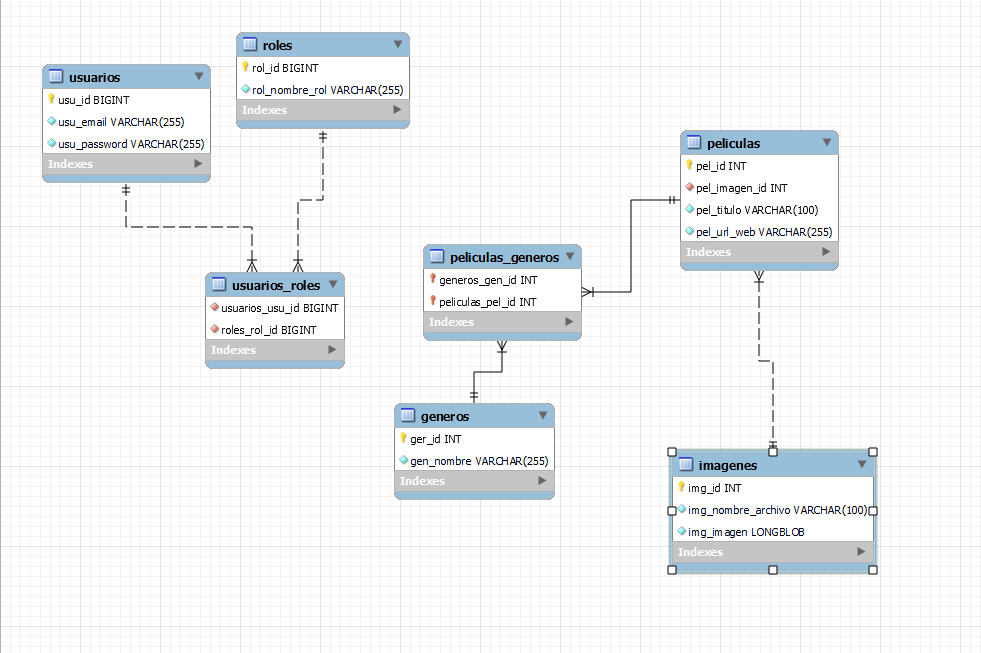 roles
rol_id BIGINT
rol_nombre_rol VARCHAR(255)
Indexes
usuarios
usu_id BIGINT
usu_email VARCHAR(255)
usu_password VARCHAR(255)
Indexes
peliculas
pel_id INT
pel_imagen_id INT
pel_titulo VARCHAR(100)
pel_url_web VARCHAR(255)
Indexes
peliculas_generos
generos_gen_id INT
peliculas_pel_id INT
Indexes
usuarios_roles
usuarios_usu_id BIGINT
roles_rol_id BIGINT
Indexes
generos
ger_id INT
gen_nombre VARCHAR(255)
Indexes
imagenes
img_id INT
img_nombre_archivo VARCHAR(100)
img_imagen LONGBLOB
Indexes